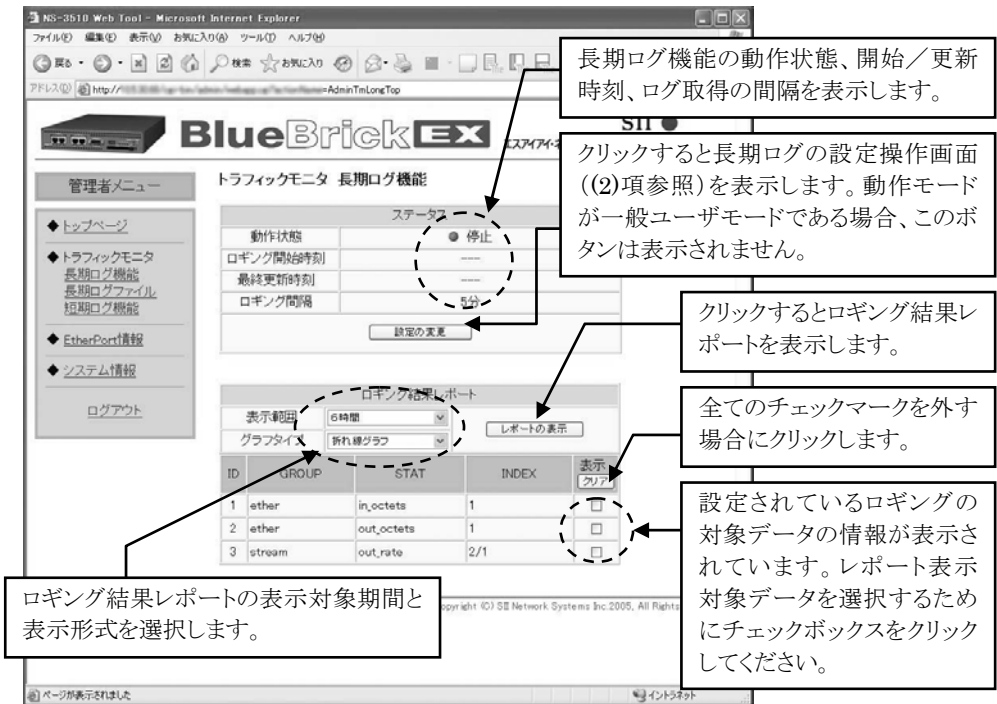 NS-3510 Web Tool - Microsoft Internet Explorer
ファイル(F) 編集(E) 表示(V) お気に入り(A) ツール(T) ヘルプ(H)
戻る 検索 お気に入り
アドレス(D) http:// =AdminTmLongTop
長期ログ機能の動作状態、開始／更新
時刻、ログ取得の間隔を表示します。
BlueBrick EX
SII
クリックすると長期ログの設定操作画面
((2)項参照)を表示します。動作モード
が一般ユーザモードである場合、このボ
タンは表示されません。
管理者メニュー
◆ トップページ
◆ トラフィックモニタ
長期ログ機能
長期ログファイル
短期ログ機能
◆ EtherPort情報
◆ システム情報
ログアウト
トラフィックモニタ 長期ログ機能
ステータス
動作状態 停止
ロギング開始時刻 ---
最終更新時刻 ---
ロギング間隔 5分
設定の変更
クリックするとロギング結果レ
ポートを表示します。
ロギング結果レポート
表示範囲 6時間
グラフタイプ 折れ線グラフ
レポートの表示
全てのチェックマークを外す
場合にクリックします。
ID GROUP STAT INDEX 表示
クリア
1 ether in_octets 1
2 ether out_octets 1
3 stream out_rate 2/1
設定されているロギングの
対象データの情報が表示さ
れています。レポート表示
対象データを選択するため
にチェックボックスをクリック
してください。
ロギング結果レポートの表示対象期間と
表示形式を選択します。
opyright (C) SII Network Systems Inc.2005, All Rights
ページが表示されました
イントラネット